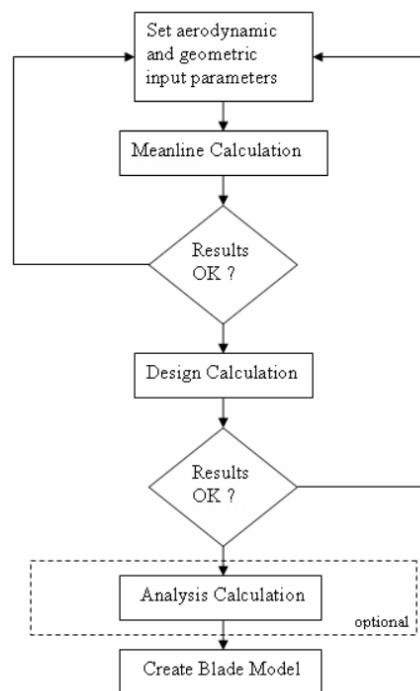 Set aerodynamic
and geometric
input parameters
Meanline Calculation
Results
OK ?
Design Calculation
Results
OK ?
Analysis Calculation
optional
Create Blade Model